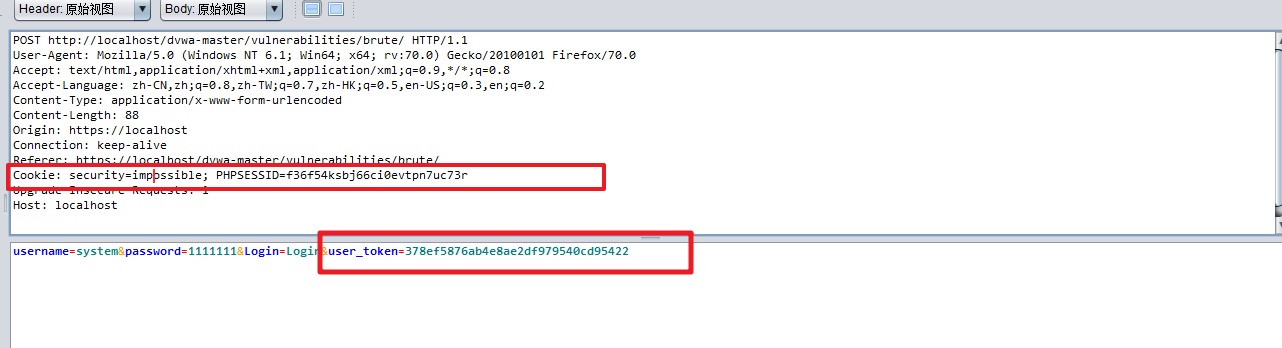 Header: 原始视图 Body: 原始视图
POST http://localhost/dvwa-master/vulnerabilities/brute/ HTTP/1.1
User-Agent: Mozilla/5.0 (Windows NT 6.1; Win64; x64; rv:70.0) Gecko/20100101 Firefox/70.0
Accept: text/html,application/xhtml+xml,application/xml;q=0.9,*/*;q=0.8
Accept-Language: zh-CN,zh;q=0.8,zh-TW;q=0.7,zh-HK;q=0.5,en-US;q=0.3,en;q=0.2
Content-Type: application/x-www-form-urlencoded
Content-Length: 88
Origin: https://localhost
Connection: keep-alive
Referer: https://localhost/dvwa-master/vulnerabilities/brute/
Cookie: security=impossible; PHPSESSID=f36f54ksbj66ci0evtpn7uc73r
Upgrade-Insecure-Requests: 1
Host: localhost
username=system&password=1111111&Login=Login&user_token=378ef5876ab4e8ae2df979540cd95422